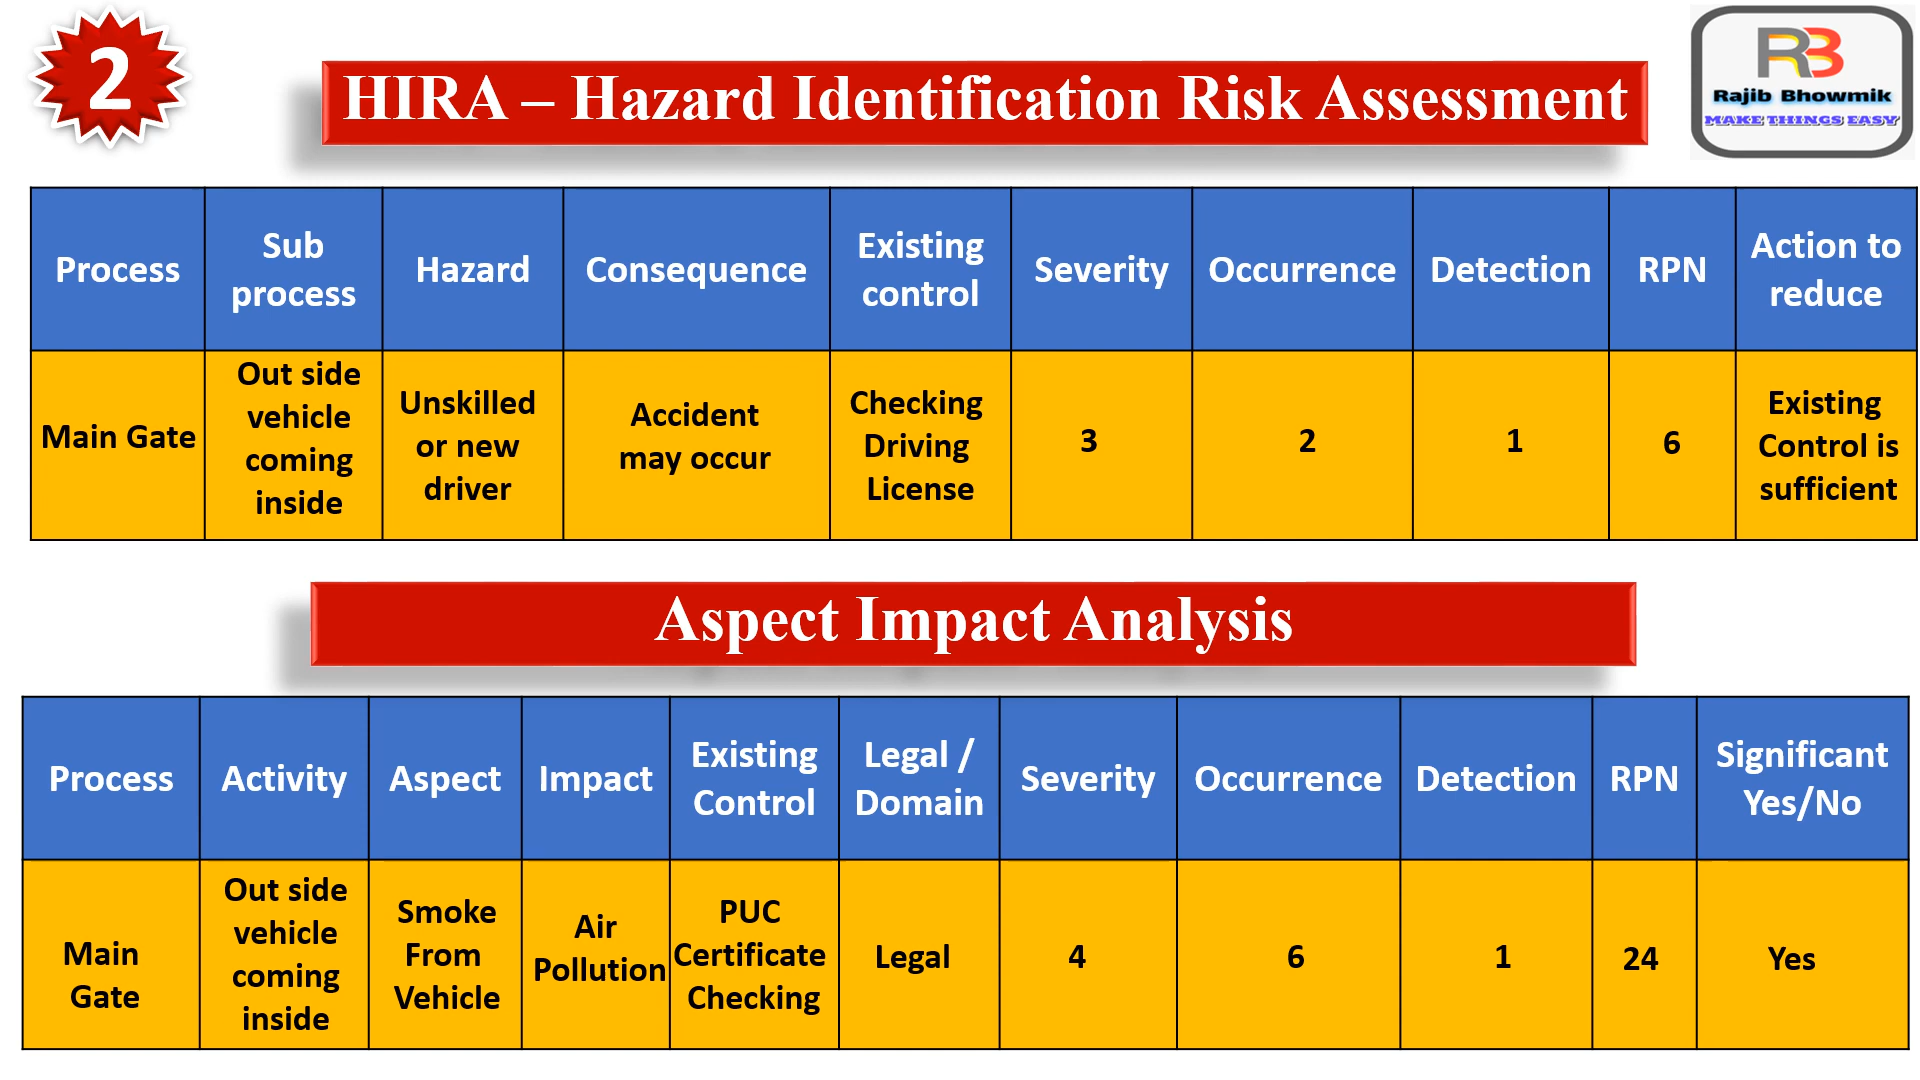 2
HIRA – Hazard Identification Risk Assessment
RB
Rajib Bhowmik
MAKE THINGS EASY
Process
Sub
process
Hazard
Consequence
Existing
control
Severity
Occurrence
Detection
RPN
Action to
reduce
Main Gate
Out side
vehicle
coming
inside
Unskilled
or new
driver
Accident
may occur
Checking
Driving
License
3
2
1
6
Existing
Control is
sufficient
Aspect Impact Analysis
Process
Activity
Aspect
Impact
Existing
Control
Legal /
Domain
Severity
Occurrence
Detection
RPN
Significant
Yes/No
Main
Gate
Out side
vehicle
coming
inside
Smoke
From
Vehicle
Air
Pollution
PUC
Certificate
Checking
Legal
4
6
1
24
Yes